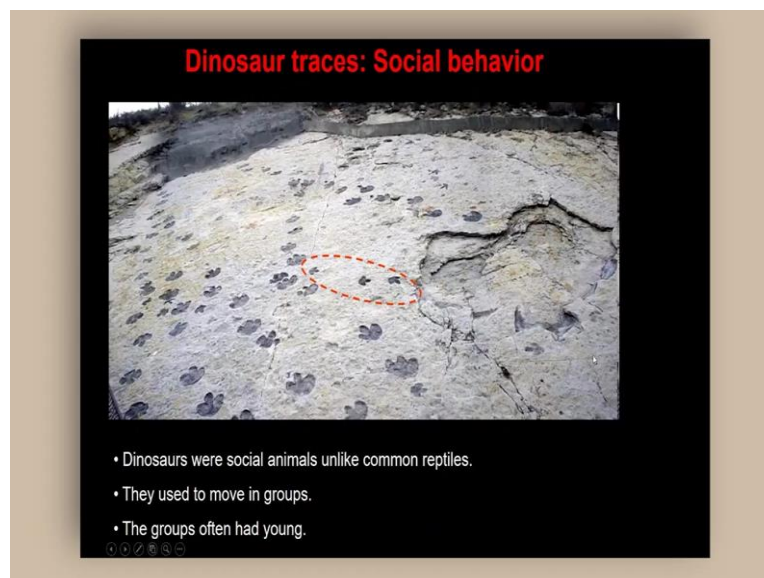 Dinosaur traces: Social behavior
• Dinosaurs were social animals unlike common reptiles.
• They used to move in groups.
• The groups often had young.